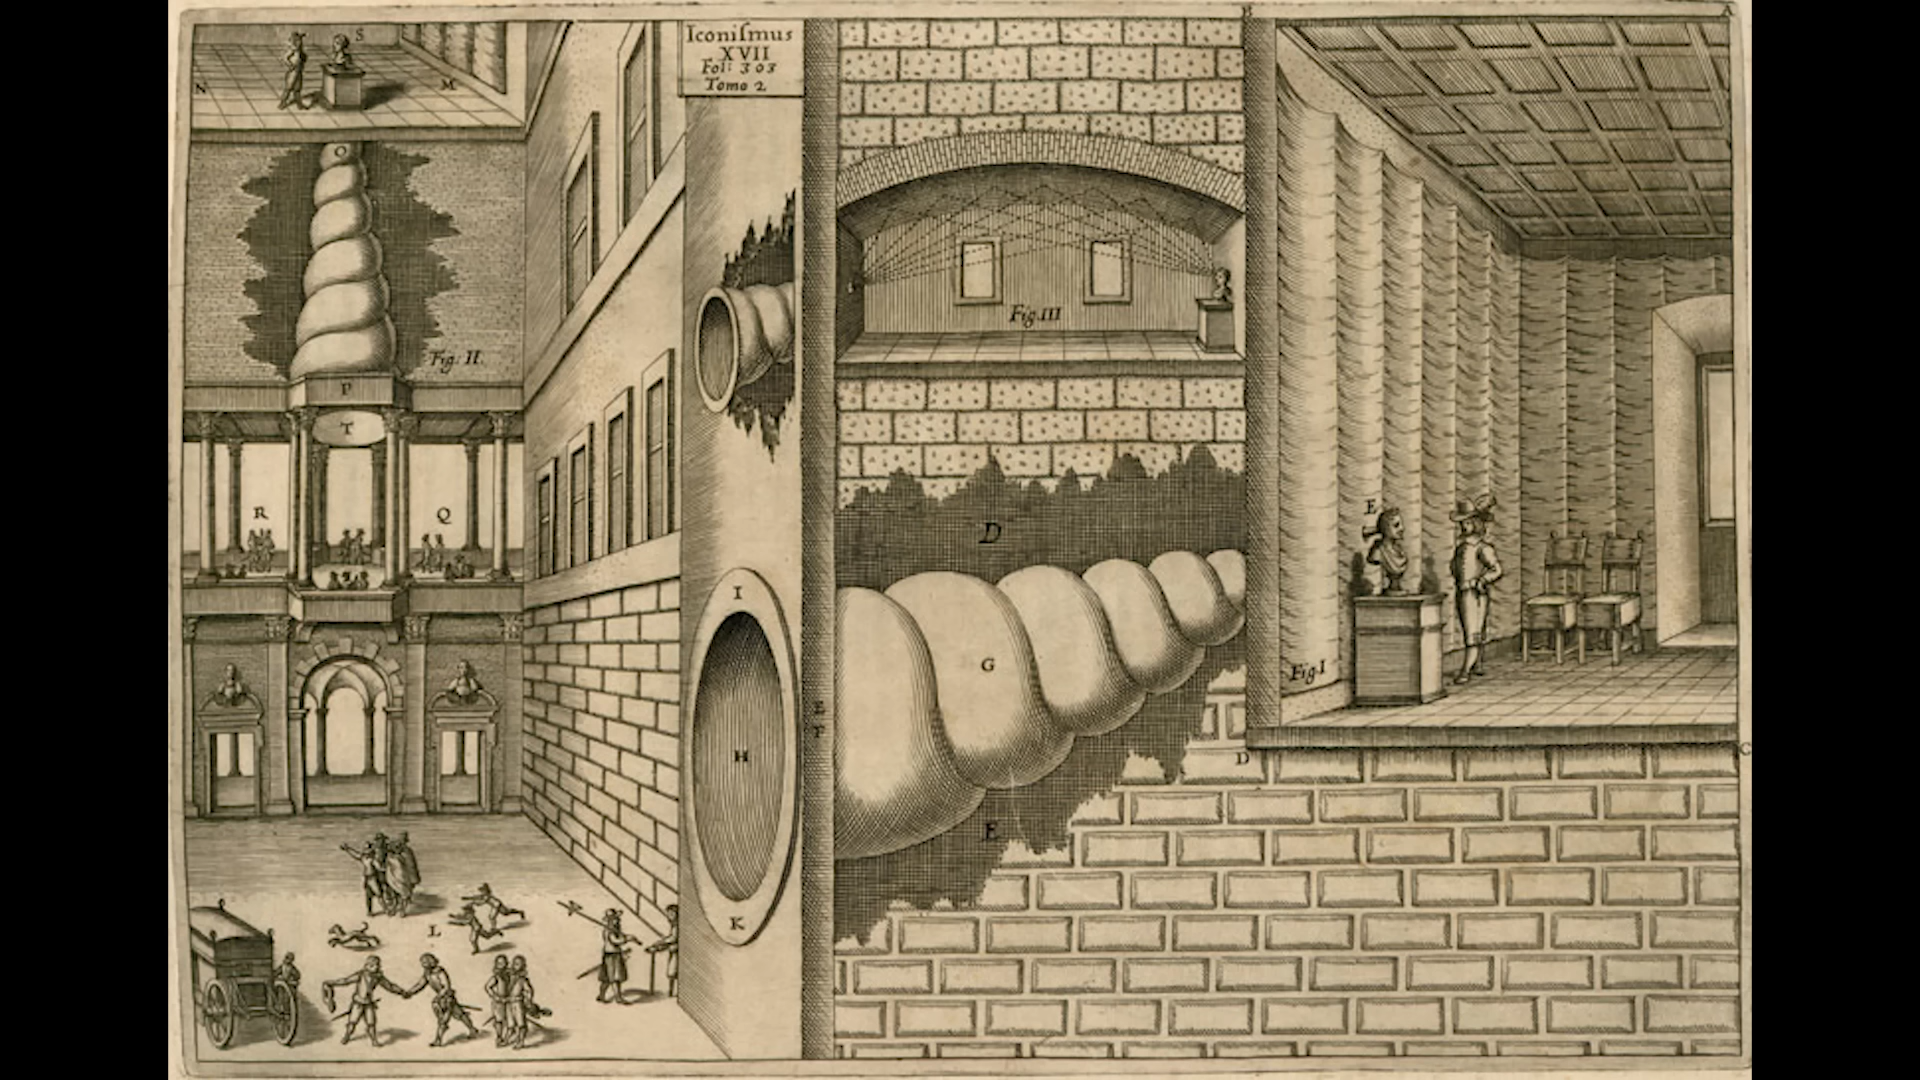 Iconiſmus
XVII
Fol: 303
Tomo 2
B
A
S
N
M
O
Fig. II.
P
T
R
Q
Fig. III
D
E
I
G
Fig. I
E
F
H
D
C
E
K
L